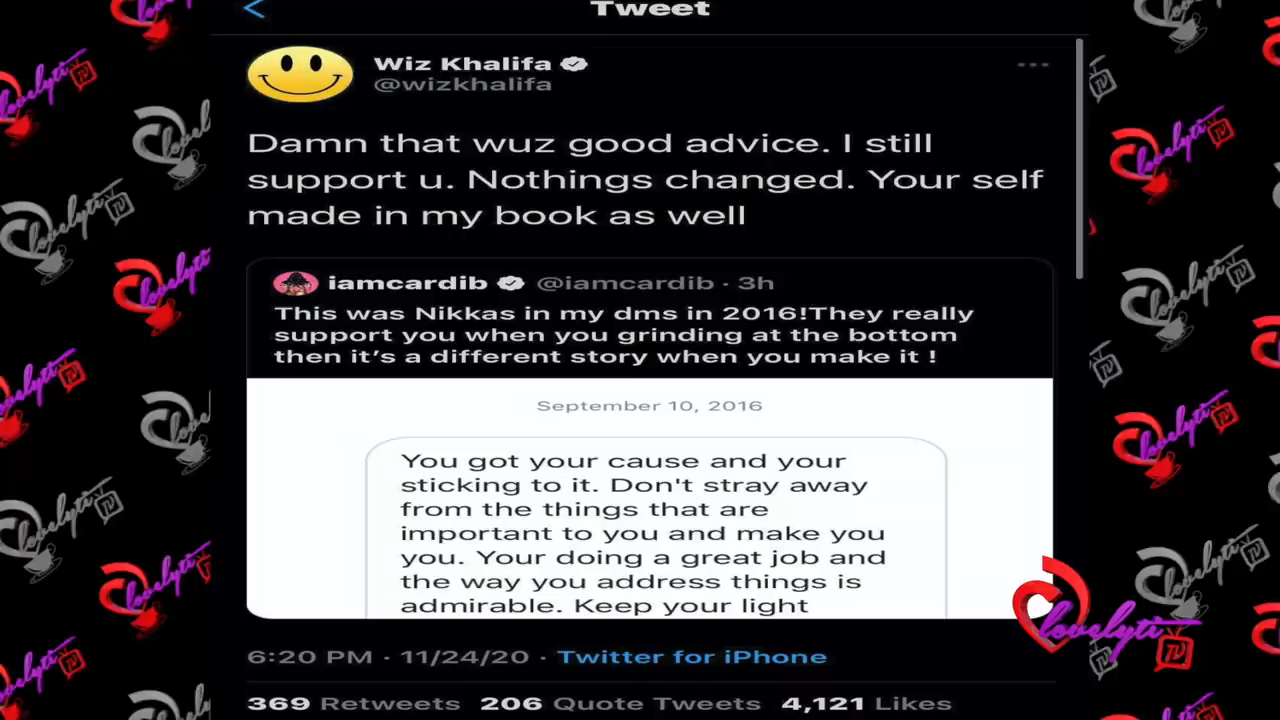 Tweet
Wiz Khalifa
@wizkhalifa
Damn that wuz good advice. I still
support u. Nothings changed. Your self
made in my book as well
iamcardib @iamcardib · 3h
This was Nikkas in my dms in 2016!They really
support you when you grinding at the bottom
then it’s a different story when you make it !
September 10, 2016
You got your cause and your
sticking to it. Don't stray away
from the things that are
important to you and make you
you. Your doing a great job and
the way you address things is
admirable. Keep your light
6:20 PM · 11/24/20 · Twitter for iPhone
369 Retweets 206 Quote Tweets 4,121 Likes
lovelyti TV